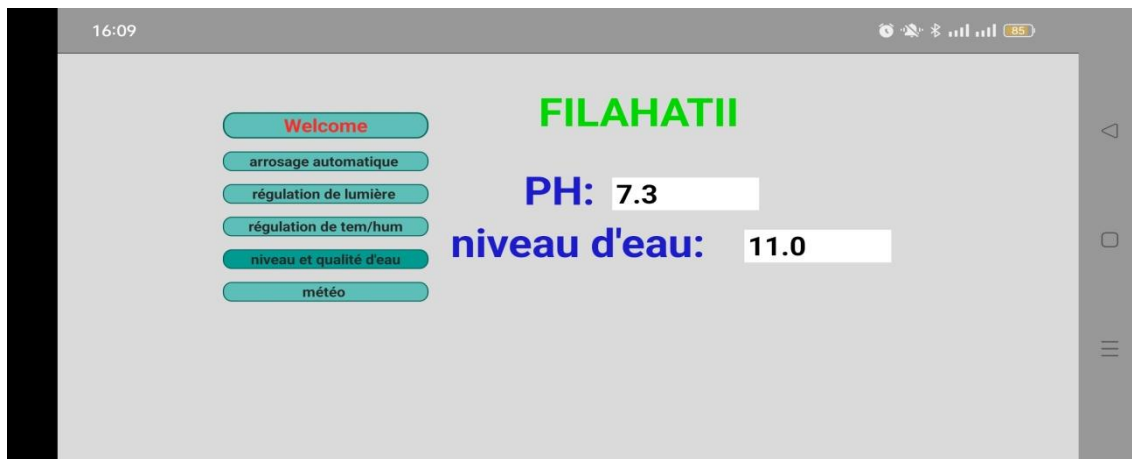 16:09
85
FILAHATII
Welcome
arrosage automatique
régulation de lumière
régulation de tem/hum
niveau et qualité d'eau
météo
PH: 7.3
niveau d'eau: 11.0